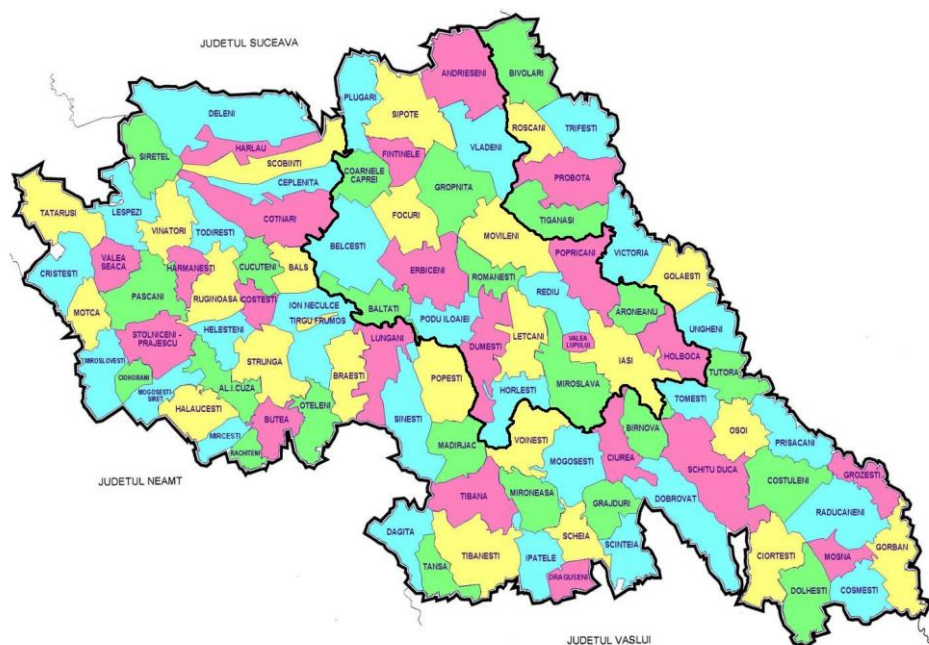 JUDETUL SUCEAVA
ANDRIESENI
BIVOLARI
PLUGARI
SIPOTE
DELENI
ROSCANI
TRIFESTI
HARLAU
VLADENI
SIRETEL
SCOBINTI
FINTINELE
COARNELE
CAPREI
PROBOTA
CEPLENITA
GROPNITA
TATARUSI
LESPEZI
COTNARI
FOCURI
TIGANASI
VINATORI
TODIRESTI
MOVILENI
BELCESTI
POPRICANI
VICTORIA
VALEA
SEACA
HARMANESTI
CUCUTENI
BALS
CRISTESTI
ERBICENI
ROMANESTI
GOLAESTI
PASCANI
RUGINOASA
COSTESTI
ION NECULCE
BALTATI
REDIU
MOTCA
PODU ILOAIEI
ARONEANU
TIRGU FRUMOS
STOLNICENI -
PRAJESCU
HELESTENI
LUNGANI
DUMESTI
LETCANI
VALEA
LUPULUI
UNGHENI
MIROSLOVESTI
STRUNGA
IASI
HOLBOCA
CIOHORANI
BRAESTI
POPESTI
TUTORA
AL.I.CUZA
HORLESTI
MIROSLAVA
MOGOSESTI
SIRET
TOMESTI
HALAUCESTI
OTELENI
SINESTI
BUTEA
BIRNOVA
OSOI
MIRCESTI
MADIRJAC
VOINESTI
PRISACANI
RACHITENI
MOGOSESTI
CIUREA
SCHITU DUCA
GROZESTI
JUDETUL NEAMT
TIBANA
MIRONEASA
GRAJDURI
DOBROVAT
COSTULENI
RADUCANENI
DAGITA
SCHEIA
SCINTEIA
TIBANESTI
IPATELE
CIORTESTI
MOSNA
GORBAN
TANSA
DRAGUSENI
DOLHESTI
COSMESTI
JUDETUL VASLUI